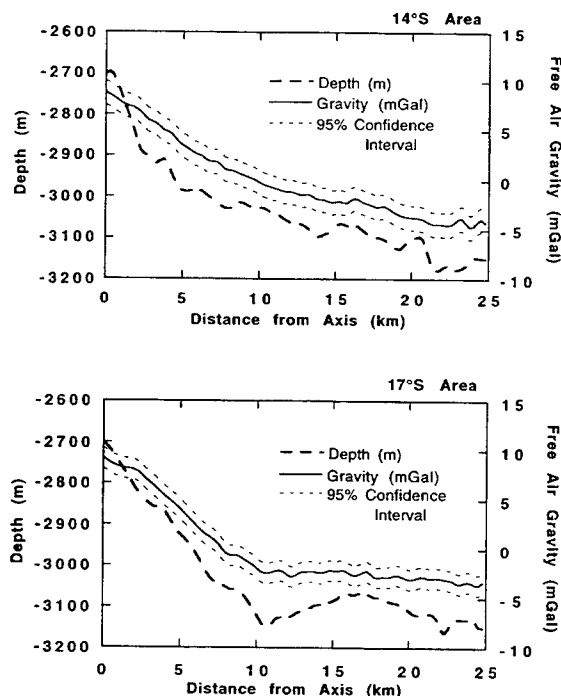 14°S Area
-2600
-2700
-2800
-2900
-3000
-3100
-3200
Depth (m)
15
10
5
0
-5
-10
Free Air Gravity (mGal)
Depth (m)
Gravity (mGal)
95% Confidence
Interval
0 5 10 15 20 25
Distance from Axis (km)
17°S Area
-2600
-2700
-2800
-2900
-3000
-3100
-3200
Depth (m)
15
10
5
0
-5
-10
Free Air Gravity (mGal)
Depth (m)
Gravity (mGal)
95% Confidence
Interval
0 5 10 15 20 25
Distance from Axis (km)